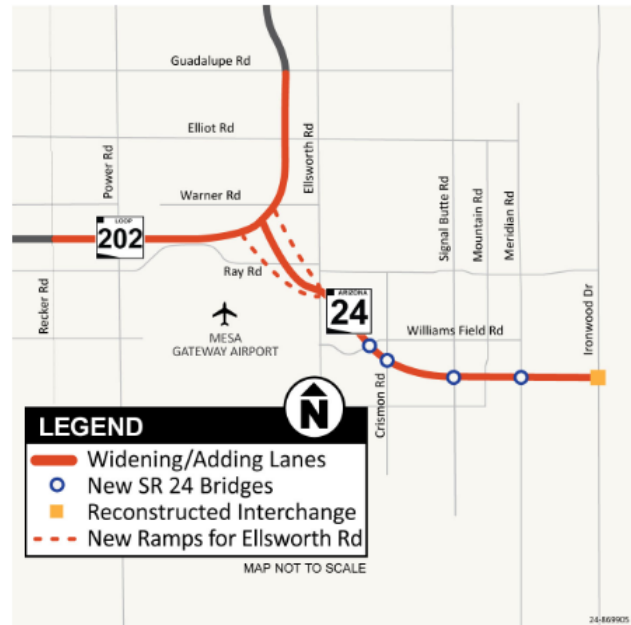 Guadalupe Rd
Elliot Rd
Power Rd
Ellsworth Rd
Warner Rd
LOOP
202
Signal Butte Rd
Mountain Rd
Meridian Rd
Ray Rd
Recker Rd
ARIZONA
24
Williams Field Rd
Ironwood Dr
MESA
GATEWAY AIRPORT
Crismon Rd
N
LEGEND
Widening/Adding Lanes
New SR 24 Bridges
Reconstructed Interchange
New Ramps for Ellsworth Rd
MAP NOT TO SCALE
24-869905